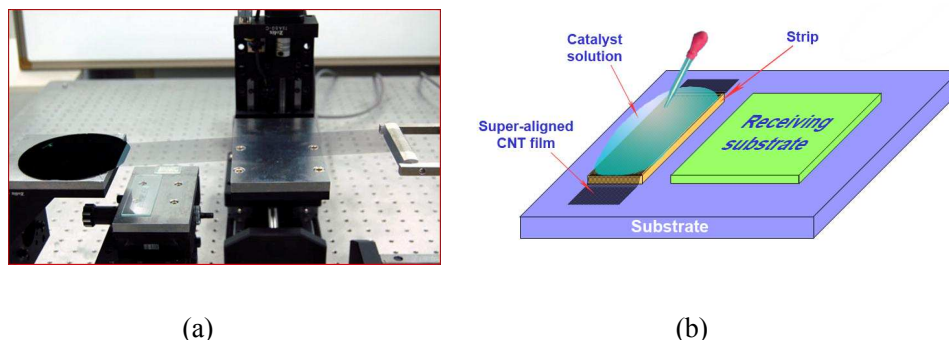 Catalyst
solution
Strip
Super-aligned
CNT film
Receiving
substrate
Substrate
(a)
(b)